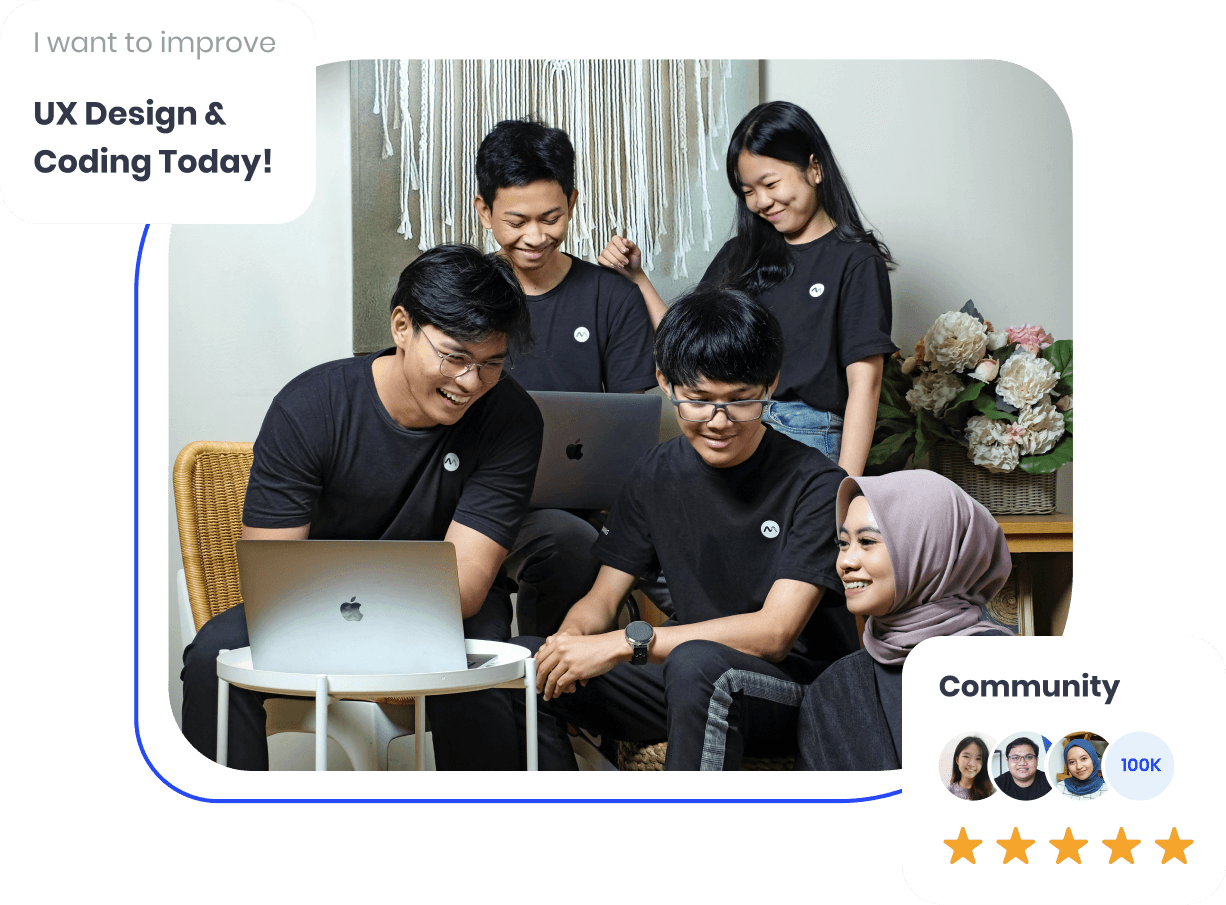 I want to improve
UX Design &
Coding Today!
Community
100K